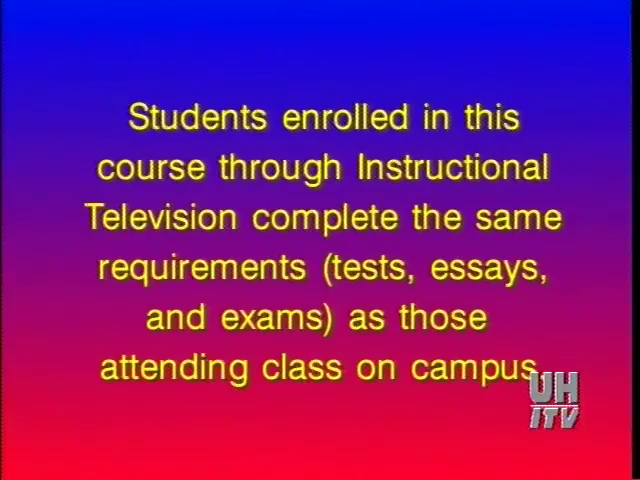 Students enrolled in this
course through Instructional
Television complete the same
requirements (tests, essays,
and exams) as those
attending class on campus.
UH
ITV